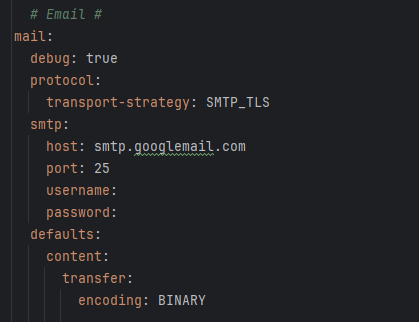 # Email #
mail:
debug: true
protocol:
transport-strategy: SMTP_TLS
smtp:
host: smtp.googlemail.com
port: 25
username:
password:
defaults:
content:
transfer:
encoding: BINARY